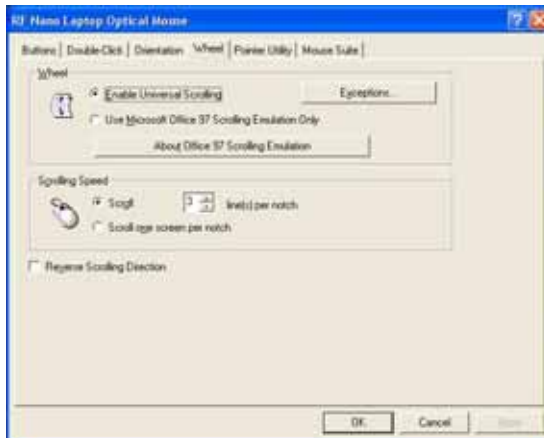 RF Nano Laptop Optical Mouse
Buttons Double-Click Orientation Wheel Pointer Utility Mouse Suite
Wheel
Enable Universal Scrolling Exceptions...
Use Microsoft Office 97 Scrolling Emulation Only
About Office 97 Scrolling Emulation
Scrolling Speed
Scroll 3 line(s) per notch
Scroll one screen per notch
Reverse Scrolling Direction
OK Cancel